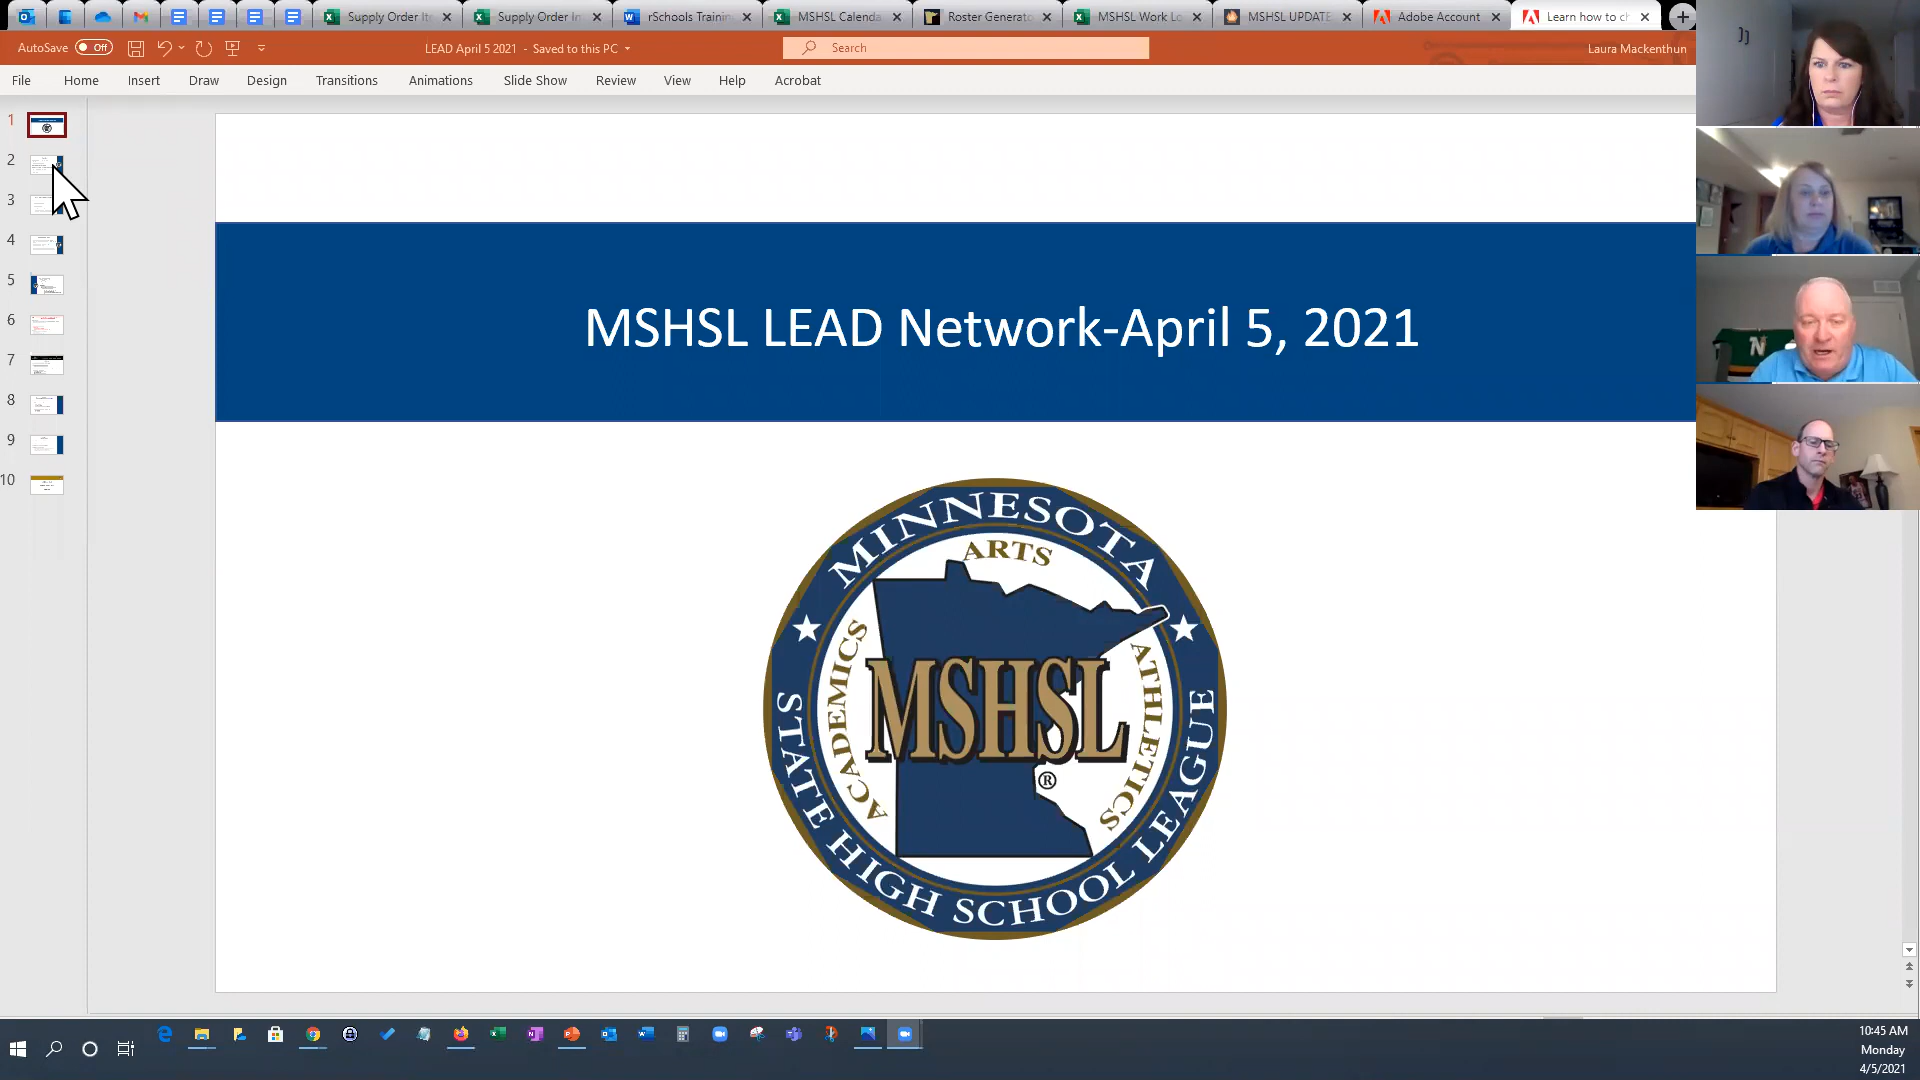 Supply Order It
Supply Order In
rSchools Trainin
MSHSL Calenda
Roster Generato
MSHSL Work Lo
MSHSL UPDATE
Adobe Account
Learn how to ch
AutoSave Off
LEAD April 5 2021 - Saved to this PC
Search
Laura Mackenthun
File Home Insert Draw Design Transitions Animations Slide Show Review View Help Acrobat
1
2
3
4
5
6
7
8
9
10
MSHSL LEAD Network-April 5, 2021
MINNESOTA
ARTS
ACADEMICS
MSHSL
ATHLETICS
®
STATE HIGH SCHOOL LEAGUE
N
10:45 AM
Monday
4/5/2021